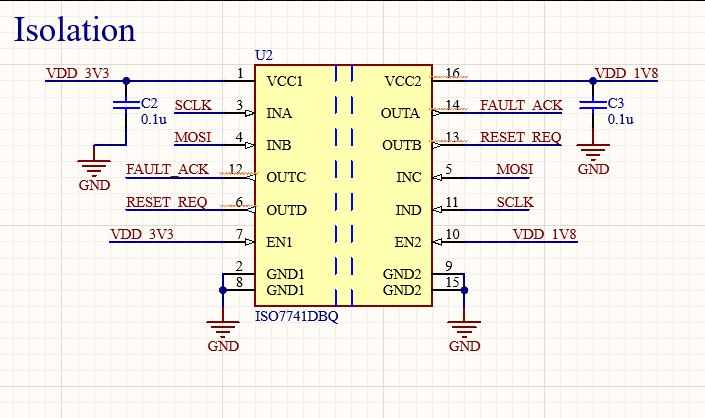 Isolation
U2
VDD_3V3 1 VCC1 VCC2 16 VDD_1V8
C2 SCLK 3 INA OUTA 14 FAULT_ACK C3
0.1u 0.1u
MOSI 4 INB OUTB 13 RESET_REQ
GND FAULT_ACK 12 OUTC INC 5 MOSI GND
RESET_REQ 6 OUTD IND 11 SCLK
VDD_3V3 7 EN1 EN2 10 VDD_1V8
2 GND1 GND2 9
8 GND1 GND2 15
ISO7741DBQ
GND GND